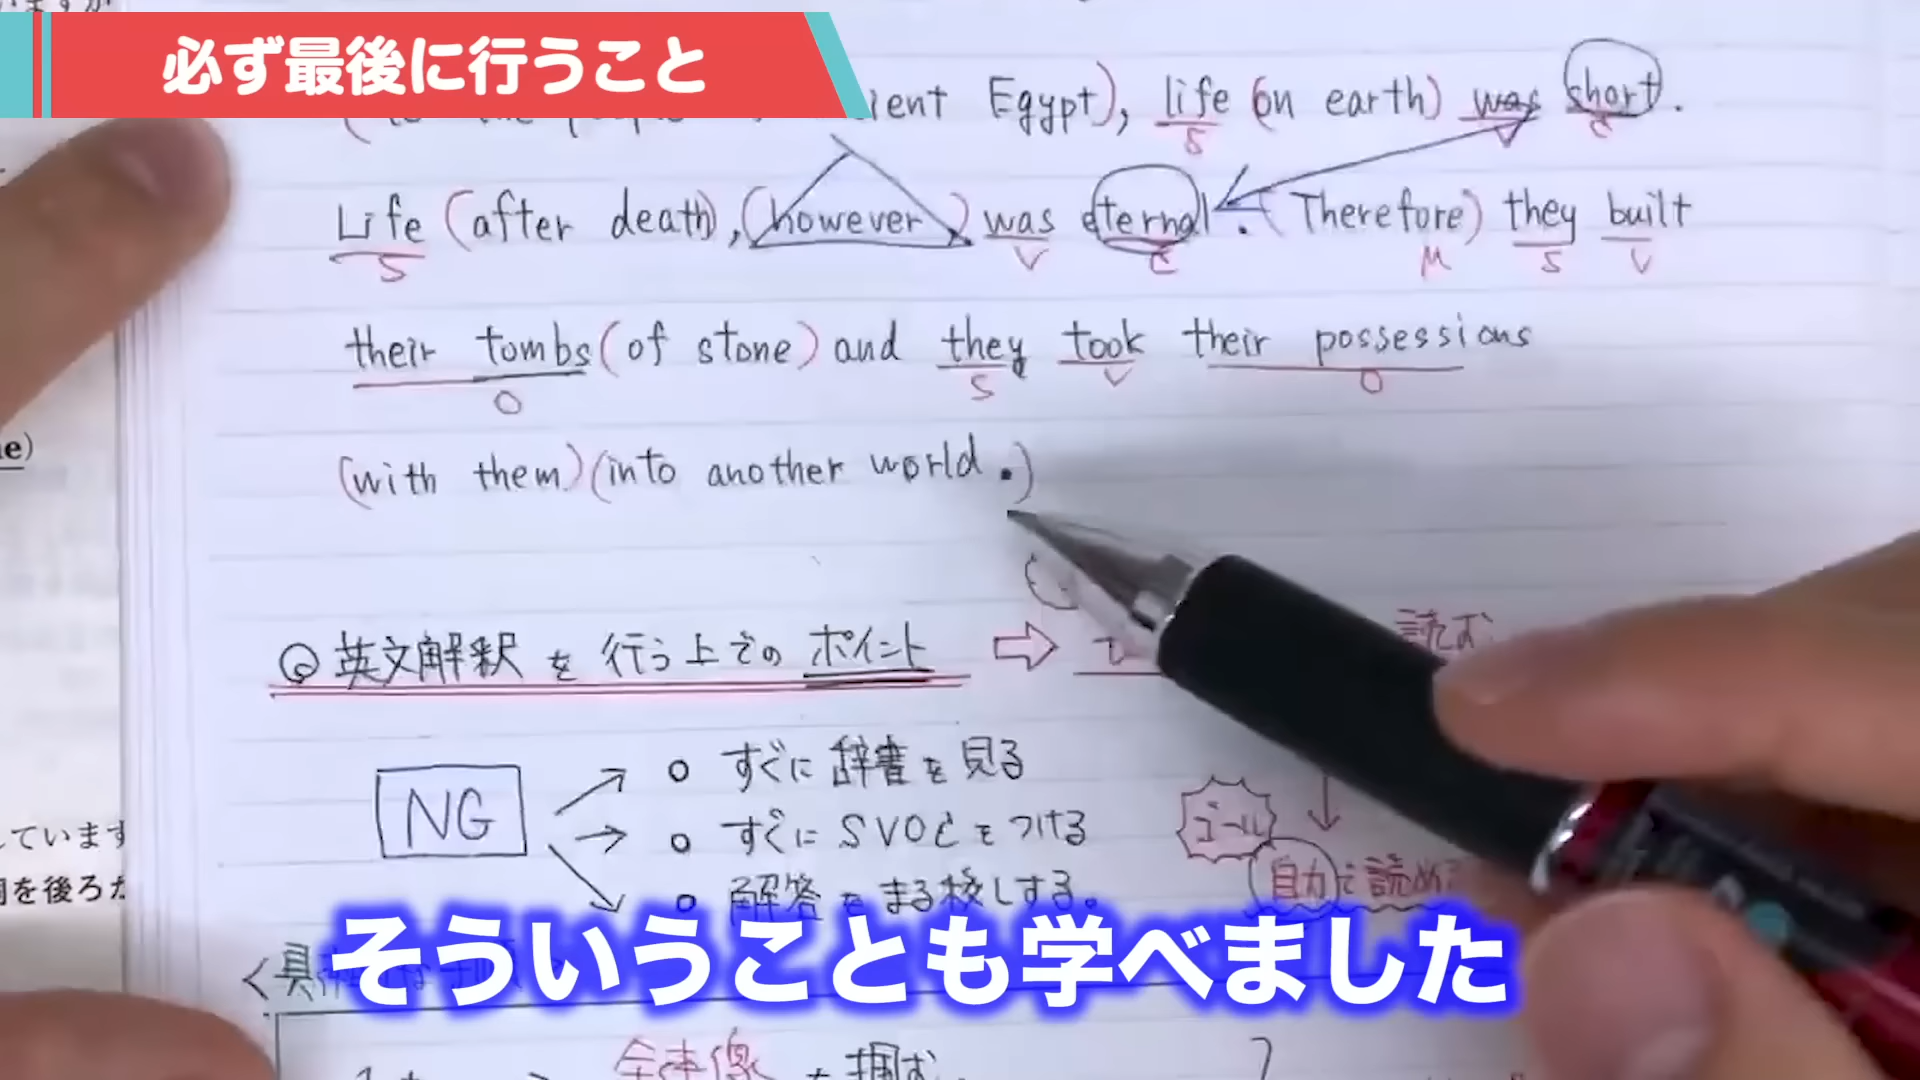 必ず最後に行うこと
ient Egypt), life (on earth) was short.
S V C
Life (after death), (however) was eternal. (Therefore) they built
S V C M S V
their tombs (of stone) and they took their possessions
O S V O
(with them) (into another world.)
英文解釈を行う上でのポイント ⇒ 読む
NG → ○ すぐに辞書を見る
→ ○ すぐにSVOCをつける
○ 解答をまる移しする。
ゴール
自力で読め
e)
ています
を後ろ
そういうことも学べました
全体像を掴む